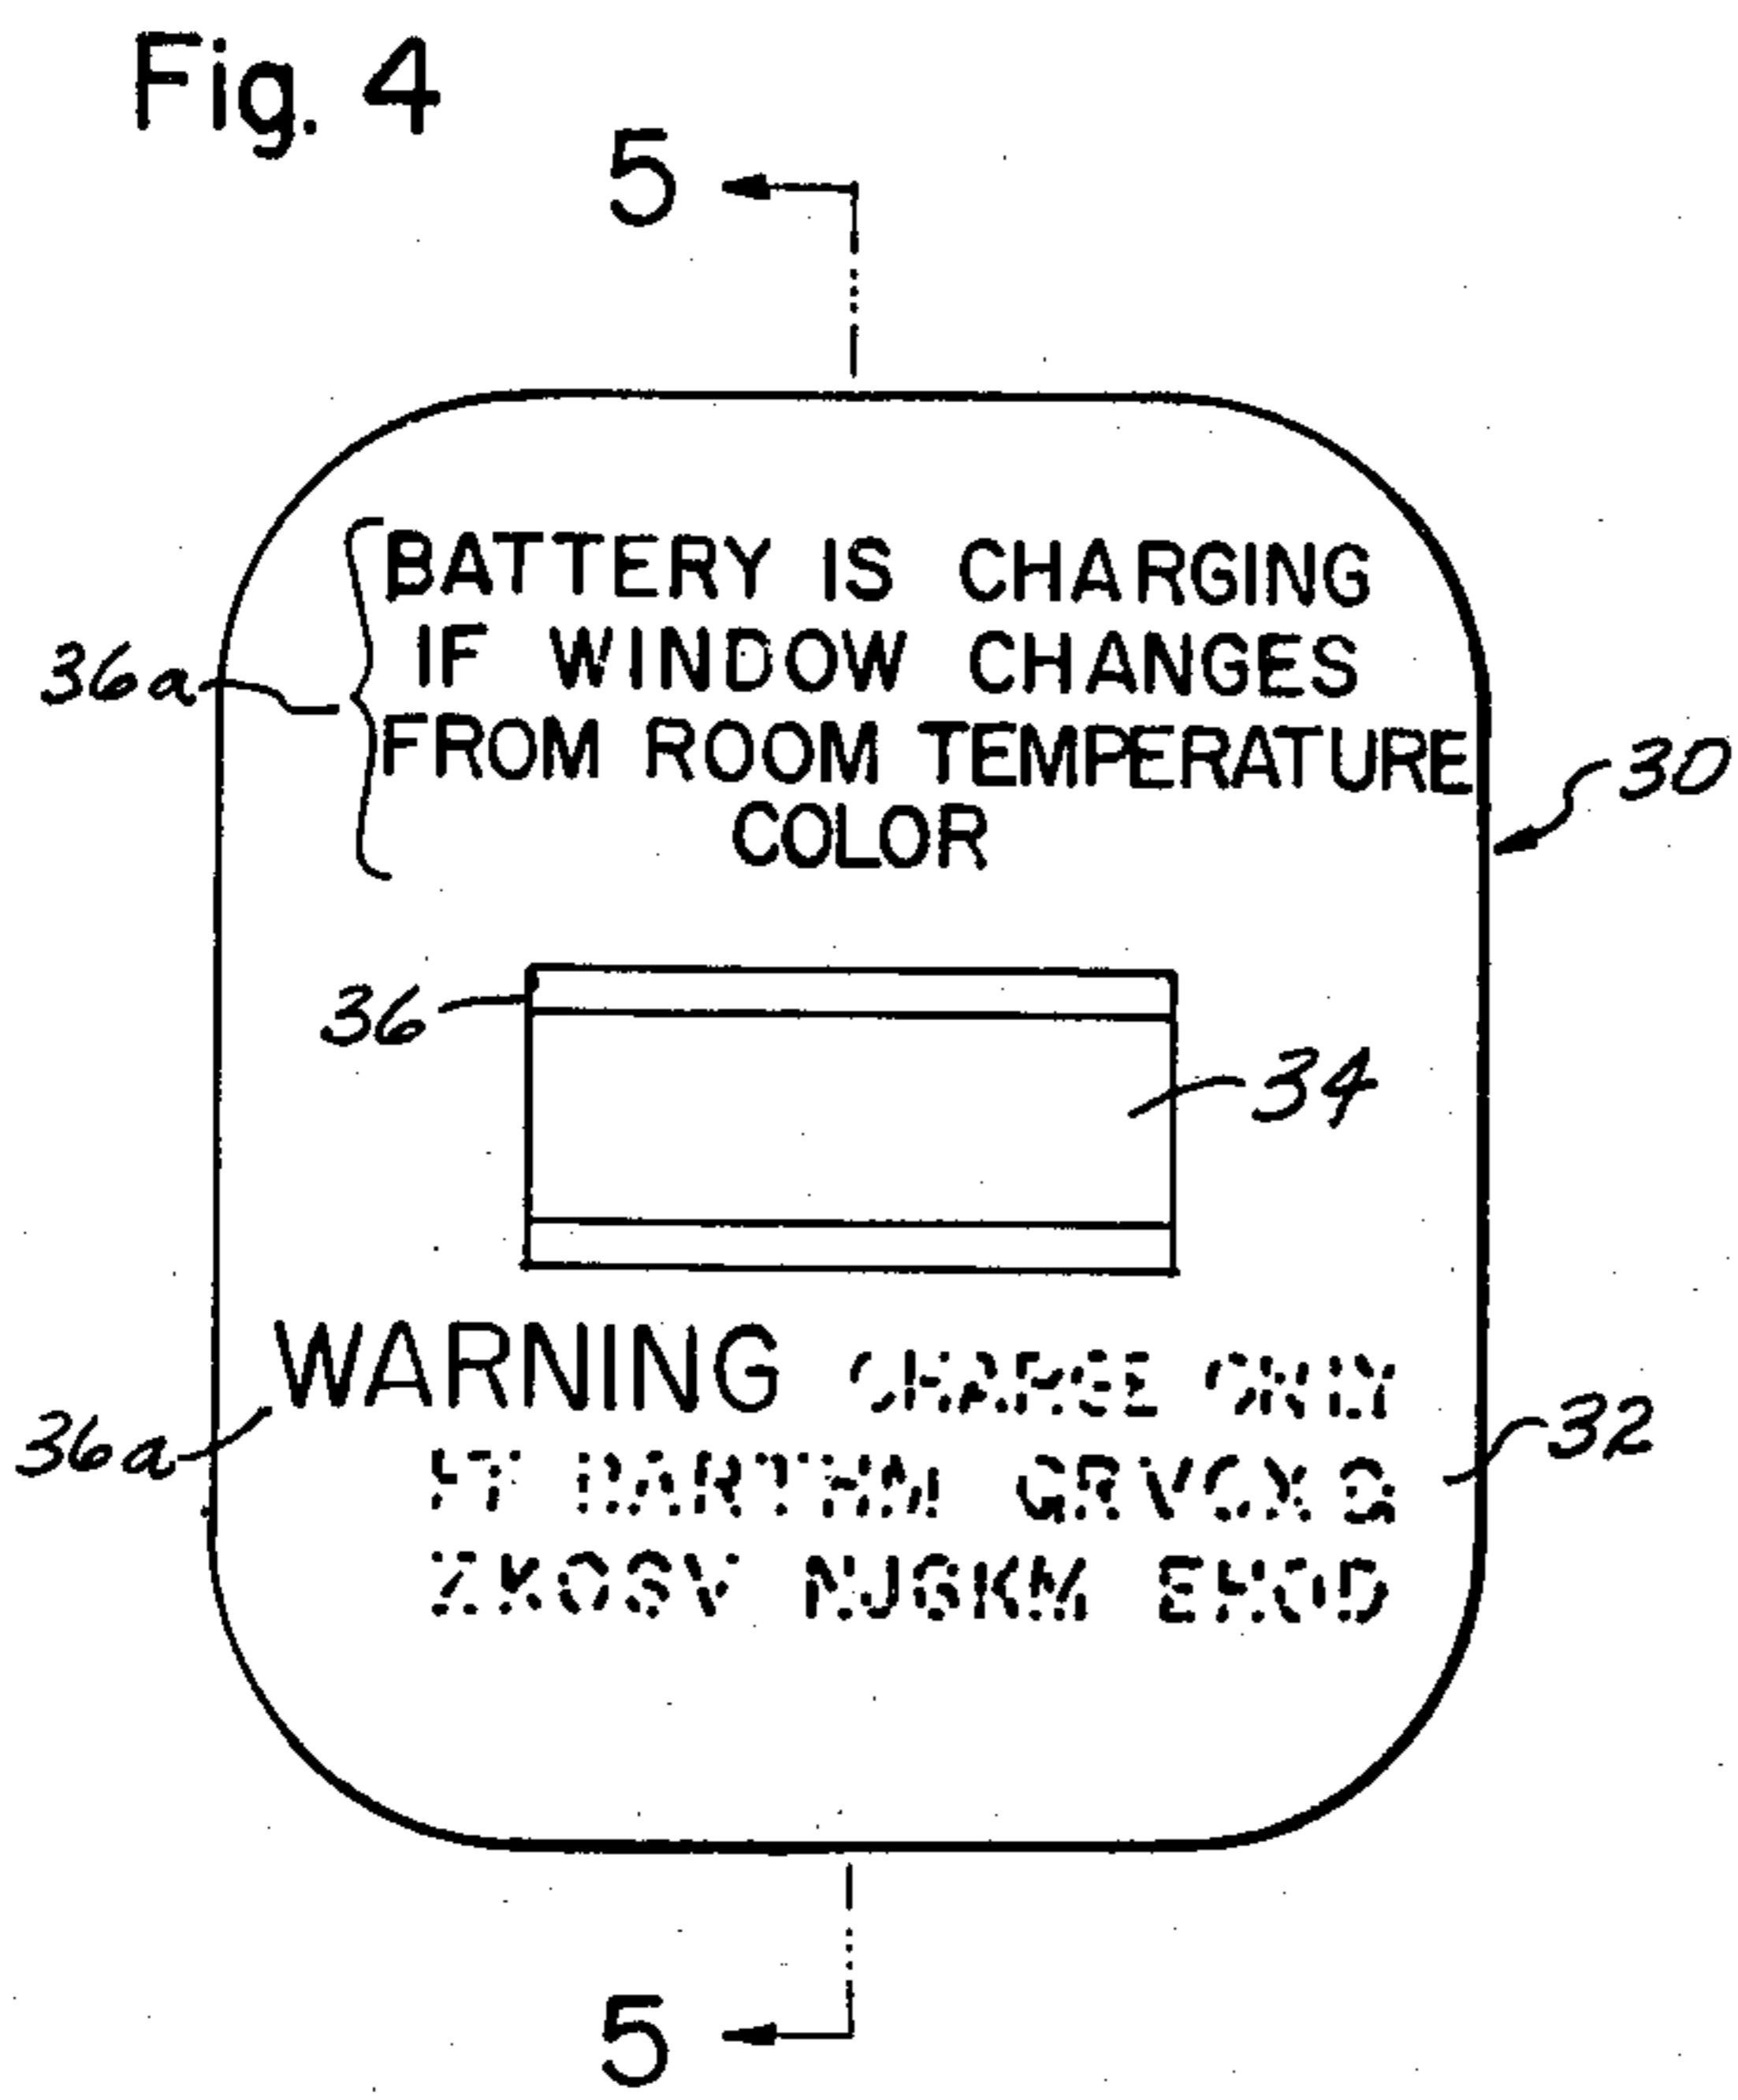 Fig. 4
5
BATTERY IS CHARGING
IF WINDOW CHANGES
36a
FROM ROOM TEMPERATURE
30
COLOR
36
34
WARNING
36a
32
5